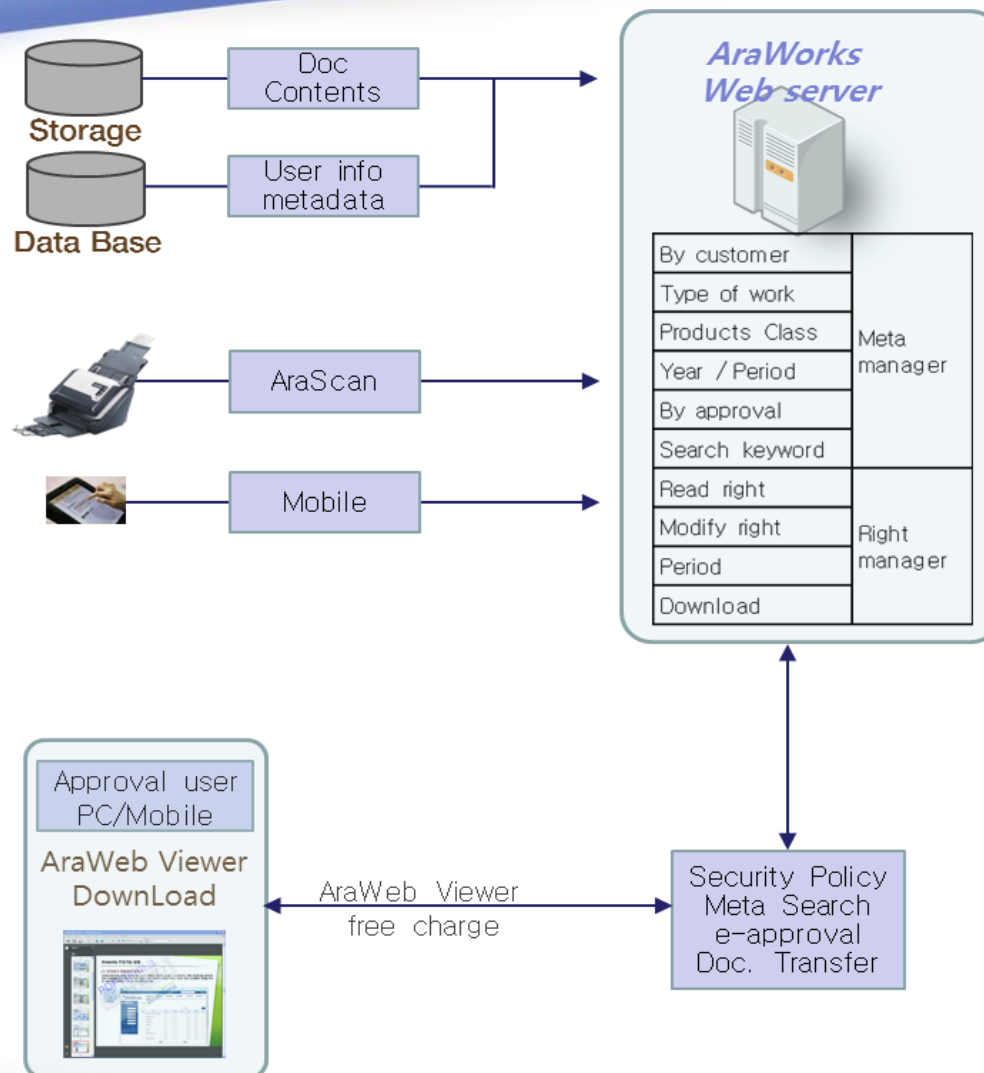 AraWorks
Web server
Doc
Contents
Storage
User info
metadata
Data Base
AraScan
Mobile
By customer
Type of work
Products Class
Year / Period
By approval
Search keyword
Meta
manager
Read right
Modify right
Period
Download
Right
manager
Approval user
PC/Mobile
AraWeb Viewer
DownLoad
AraWeb Viewer
free charge
Security Policy
Meta Search
e-approval
Doc. Transfer